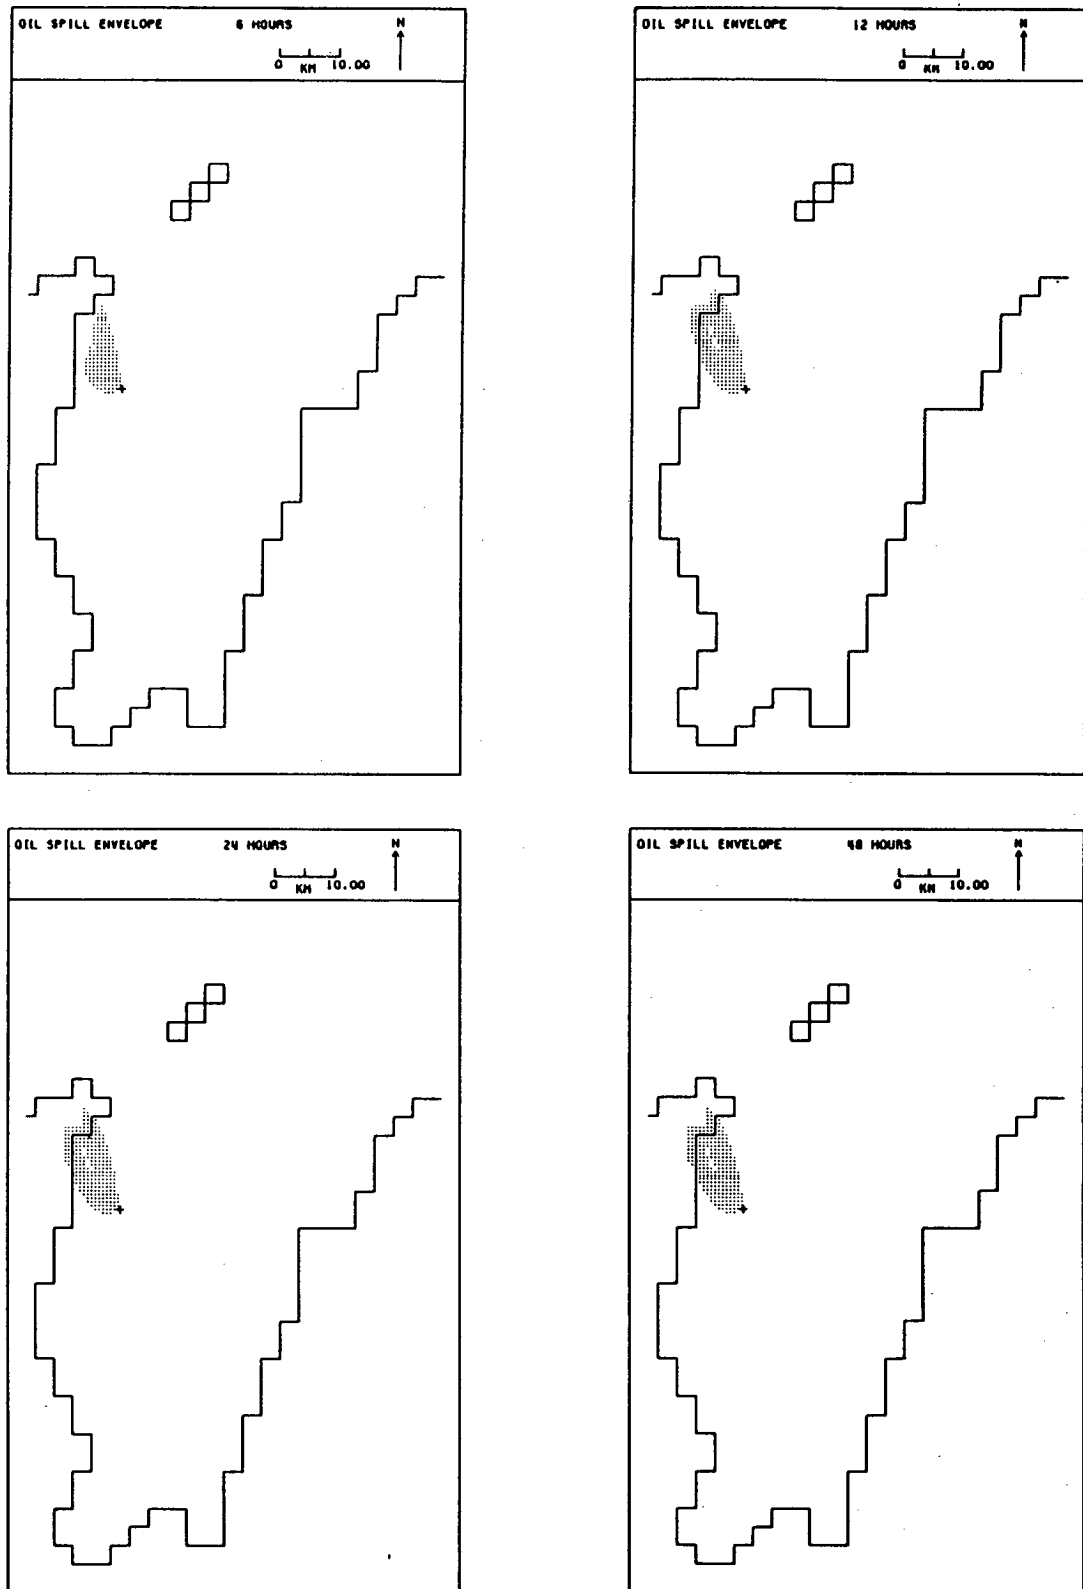 OIL SPILL ENVELOPE 6 HOURS N
0 KM 10.00
OIL SPILL ENVELOPE 12 HOURS N
0 KM 10.00
OIL SPILL ENVELOPE 24 HOURS N
0 KM 10.00
OIL SPILL ENVELOPE 48 HOURS N
0 KM 10.00